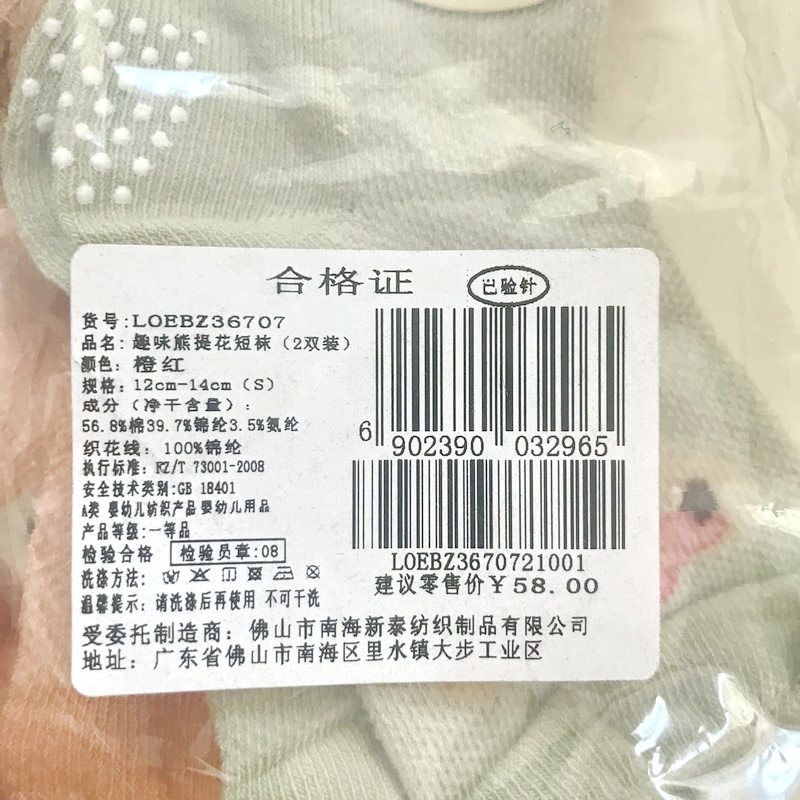 合格证
已验针
货号:LOEBZ36707
品名: 趣味熊提花短袜（2双装）
颜色: 橙红
规格: 12cm-14cm（S）
成分（净干含量）:
56.8%棉39.7%锦纶3.5%氨纶
织花线: 100%锦纶
执行标准: FZ/T 73001-2008
安全技术类别:GB 18401
A类 婴幼儿纺织产品 婴幼儿用品
产品等级:一等品
检验合格 检验员章:08
洗涤方法:
温馨提示: 请洗涤后再使用 不可干洗
6 902390 032965
LOEBZ3670721001
建议零售价￥58.00
受委托制造商: 佛山市南海新泰纺织制品有限公司
地址: 广东省佛山市南海区里水镇大步工业区